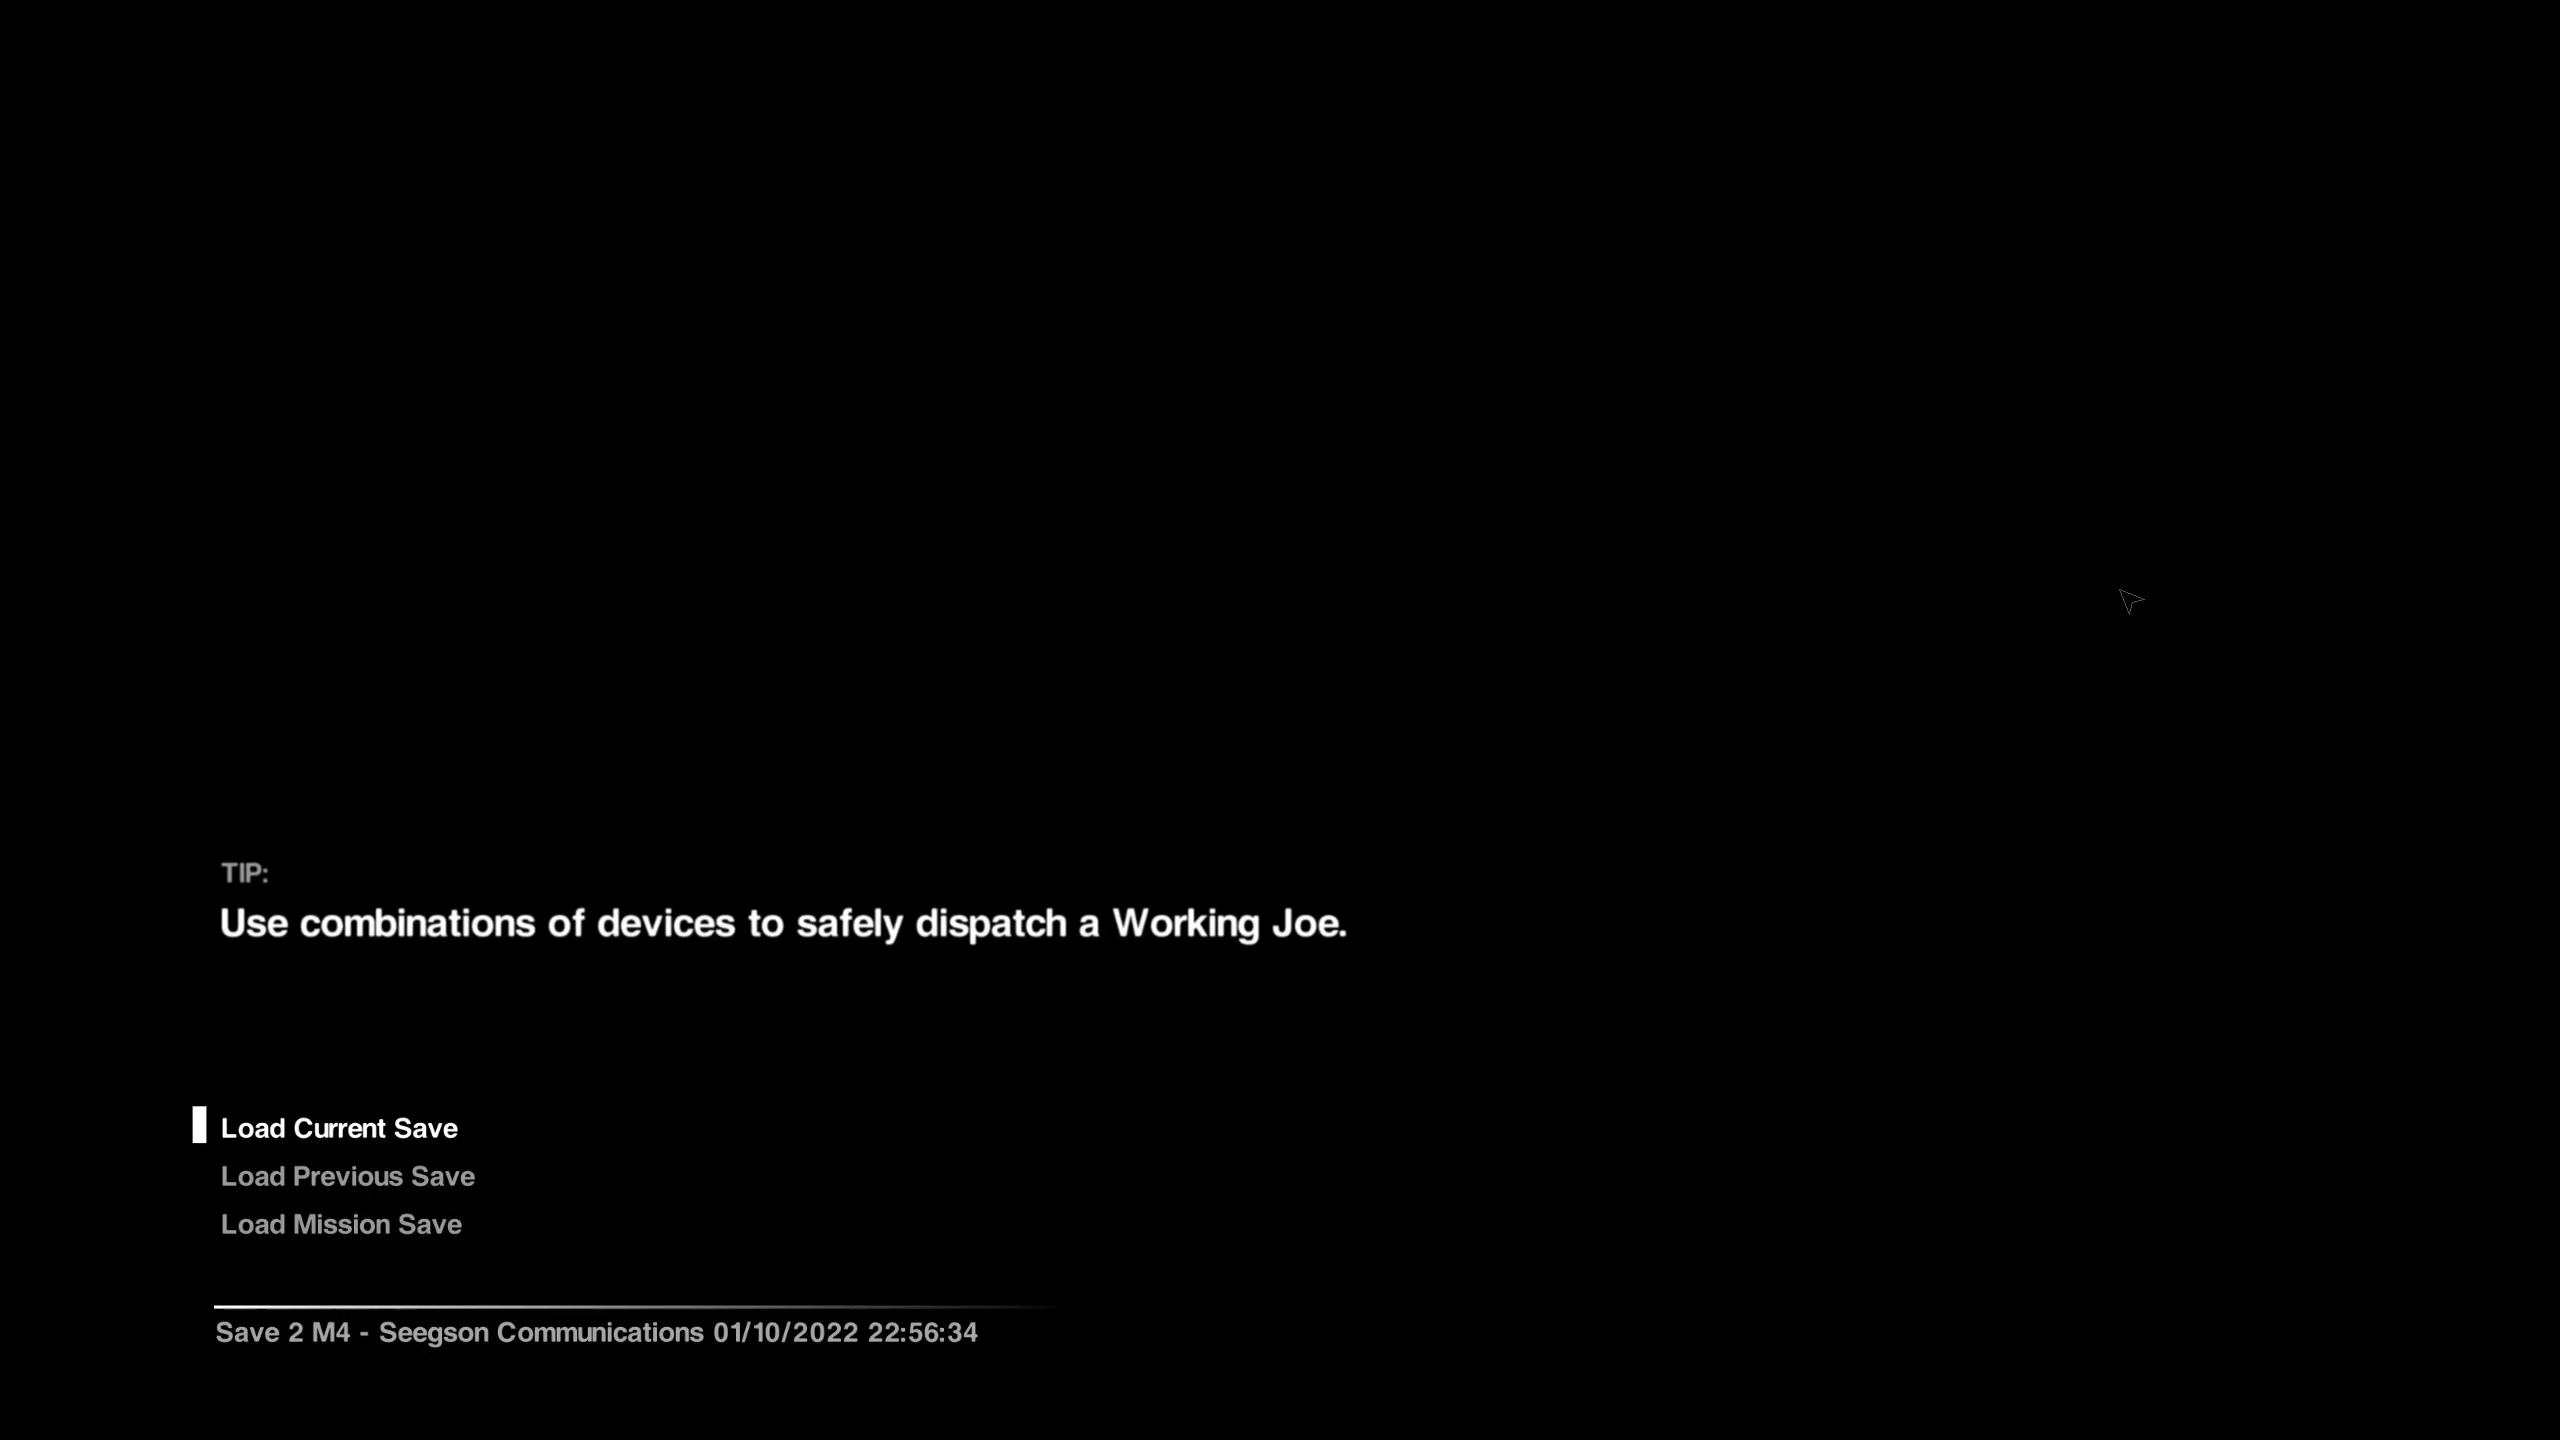 TIP:
Use combinations of devices to safely dispatch a Working Joe.
Load Current Save
Load Previous Save
Load Mission Save
Save 2 M4 - Seegson Communications 01/10/2022 22:56:34